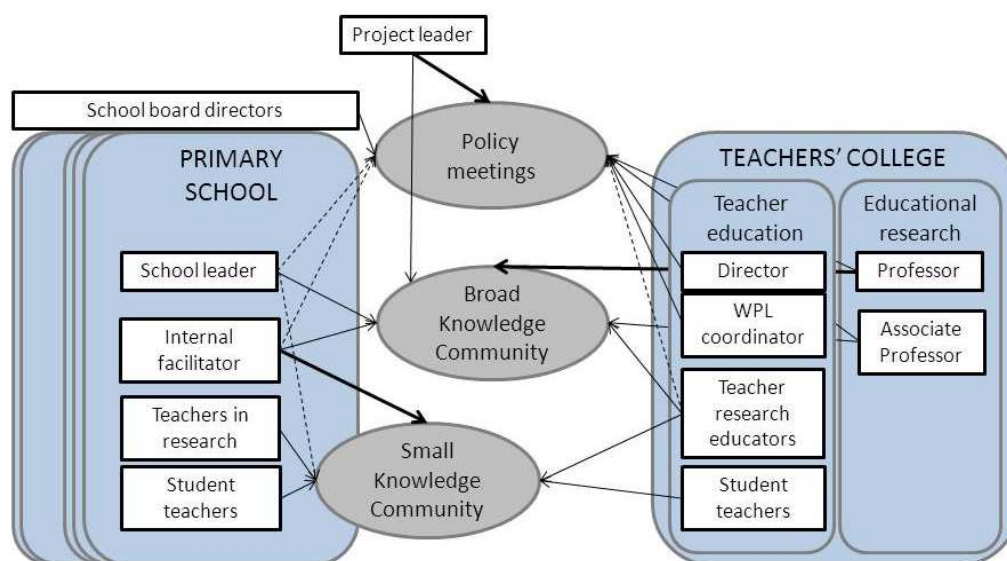 Project leader
School board directors
Policy
meetings
PRIMARY
SCHOOL
School leader
Internal
facilitator
Teachers in
research
Student
teachers
Broad
Knowledge
Community
Small
Knowledge
Community
TEACHERS' COLLEGE
Teacher
education
Director
WPL
coordinator
Teacher
research
educators
Student
teachers
Educational
research
Professor
Associate
Professor